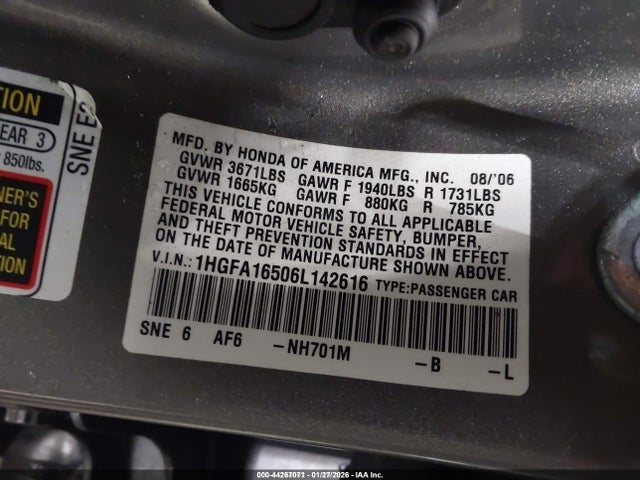 TION
EAR 3
850lbs.
NER'S
FOR
SNE E2
MFD. BY HONDA OF AMERICA MFG., INC. 08/'06
GVWR 3671LBS GAWR F 1940LBS R 1731LBS
GVWR 1665KG GAWR F 880KG R 785KG
THIS VEHICLE CONFORMS TO ALL APPLICABLE
FEDERAL MOTOR VEHICLE SAFETY, BUMPER,
AND THEFT PREVENTION STANDARDS IN EFFECT
ON THE DATE OF MANUFACTURE SHOWN ABOVE.
V.I.N.: 1HGFA16506L142616 TYPE:PASSENGER CAR
SNE 6 AF6 -NH701M -B -L
000-44267071 - 01/27/2026 - IAA Inc.